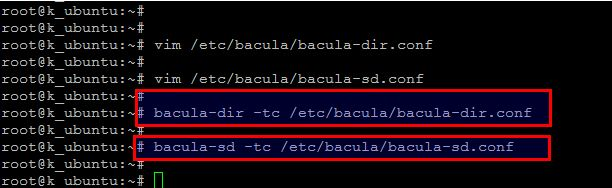 root@k_ubuntu:~#
root@k_ubuntu:~#
root@k_ubuntu:~# vim /etc/bacula/bacula-dir.conf
root@k_ubuntu:~#
root@k_ubuntu:~# vim /etc/bacula/bacula-sd.conf
root@k_ubuntu:~#
root@k_ubuntu:~# bacula-dir -tc /etc/bacula/bacula-dir.conf
root@k_ubuntu:~#
root@k_ubuntu:~# bacula-sd -tc /etc/bacula/bacula-sd.conf
root@k_ubuntu:~#
root@k_ubuntu:~#